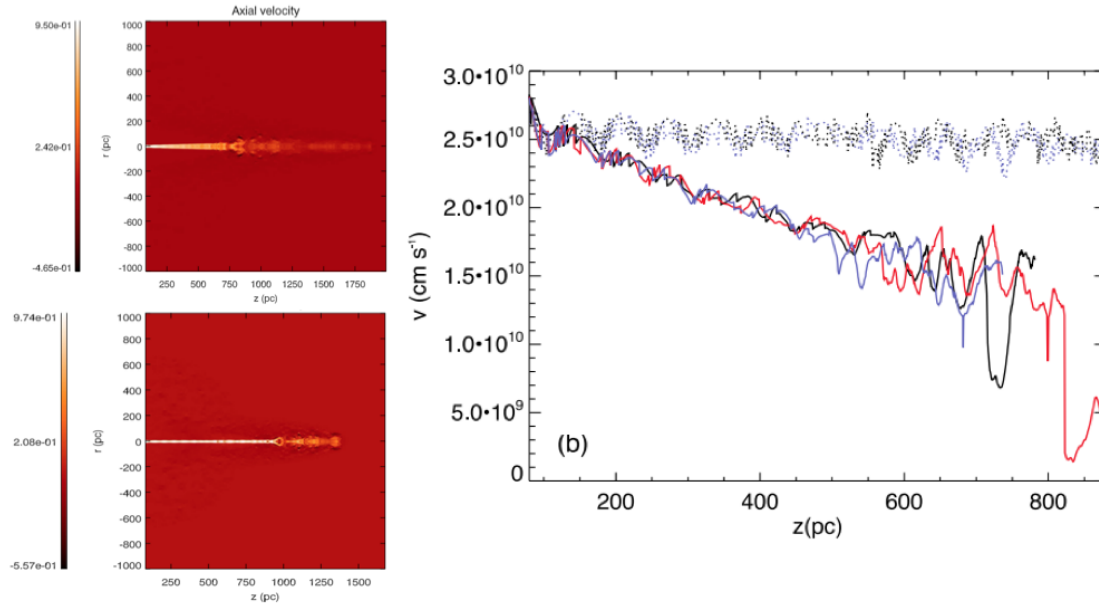 Axial velocity
9.50e-01
2.42e-01
-4.65e-01
r (pc)
1000
800
600
400
200
0
-200
-400
-600
-800
-1000
250 500 750 1000 1250 1500 1750
z (pc)
9.74e-01
2.08e-01
-5.57e-01
r (pc)
1000
800
600
400
200
0
-200
-400
-600
-800
-1000
250 500 750 1000 1250 1500
z (pc)
v (cm s⁻¹)
3.0•10¹⁰
2.5•10¹⁰
2.0•10¹⁰
1.5•10¹⁰
1.0•10¹⁰
5.0•10⁹
0
(b)
200 400 600 800
z(pc)